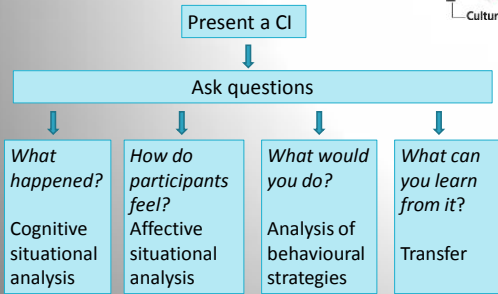 Cultur
Present a CI
Ask questions
What
happened?
Cognitive
situational
analysis
How do
participants
feel?
Affective
situational
analysis
What would
you do?
Analysis of
behavioural
strategies
What can
you learn
from it?
Transfer